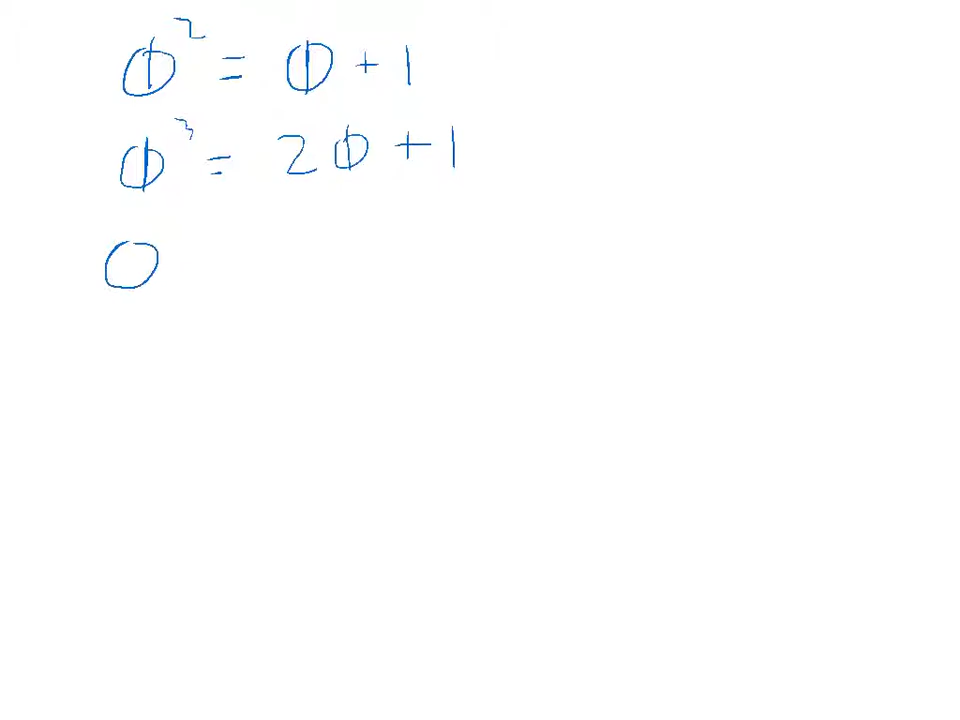 ϕ² = ϕ + 1
ϕ³ = 2ϕ + 1
O